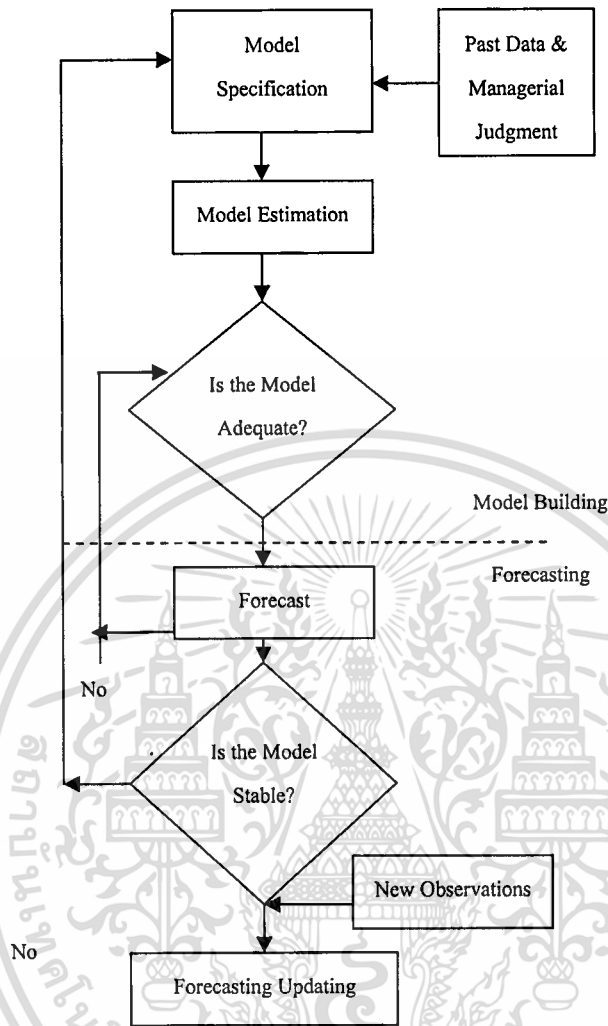 Model
Specification
Past Data &
Managerial
Judgment
Model Estimation
Is the Model
Adequate?
Model Building
Forecasting
Forecast
No
Is the Model
Stable?
New Observations
No
Forecasting Updating